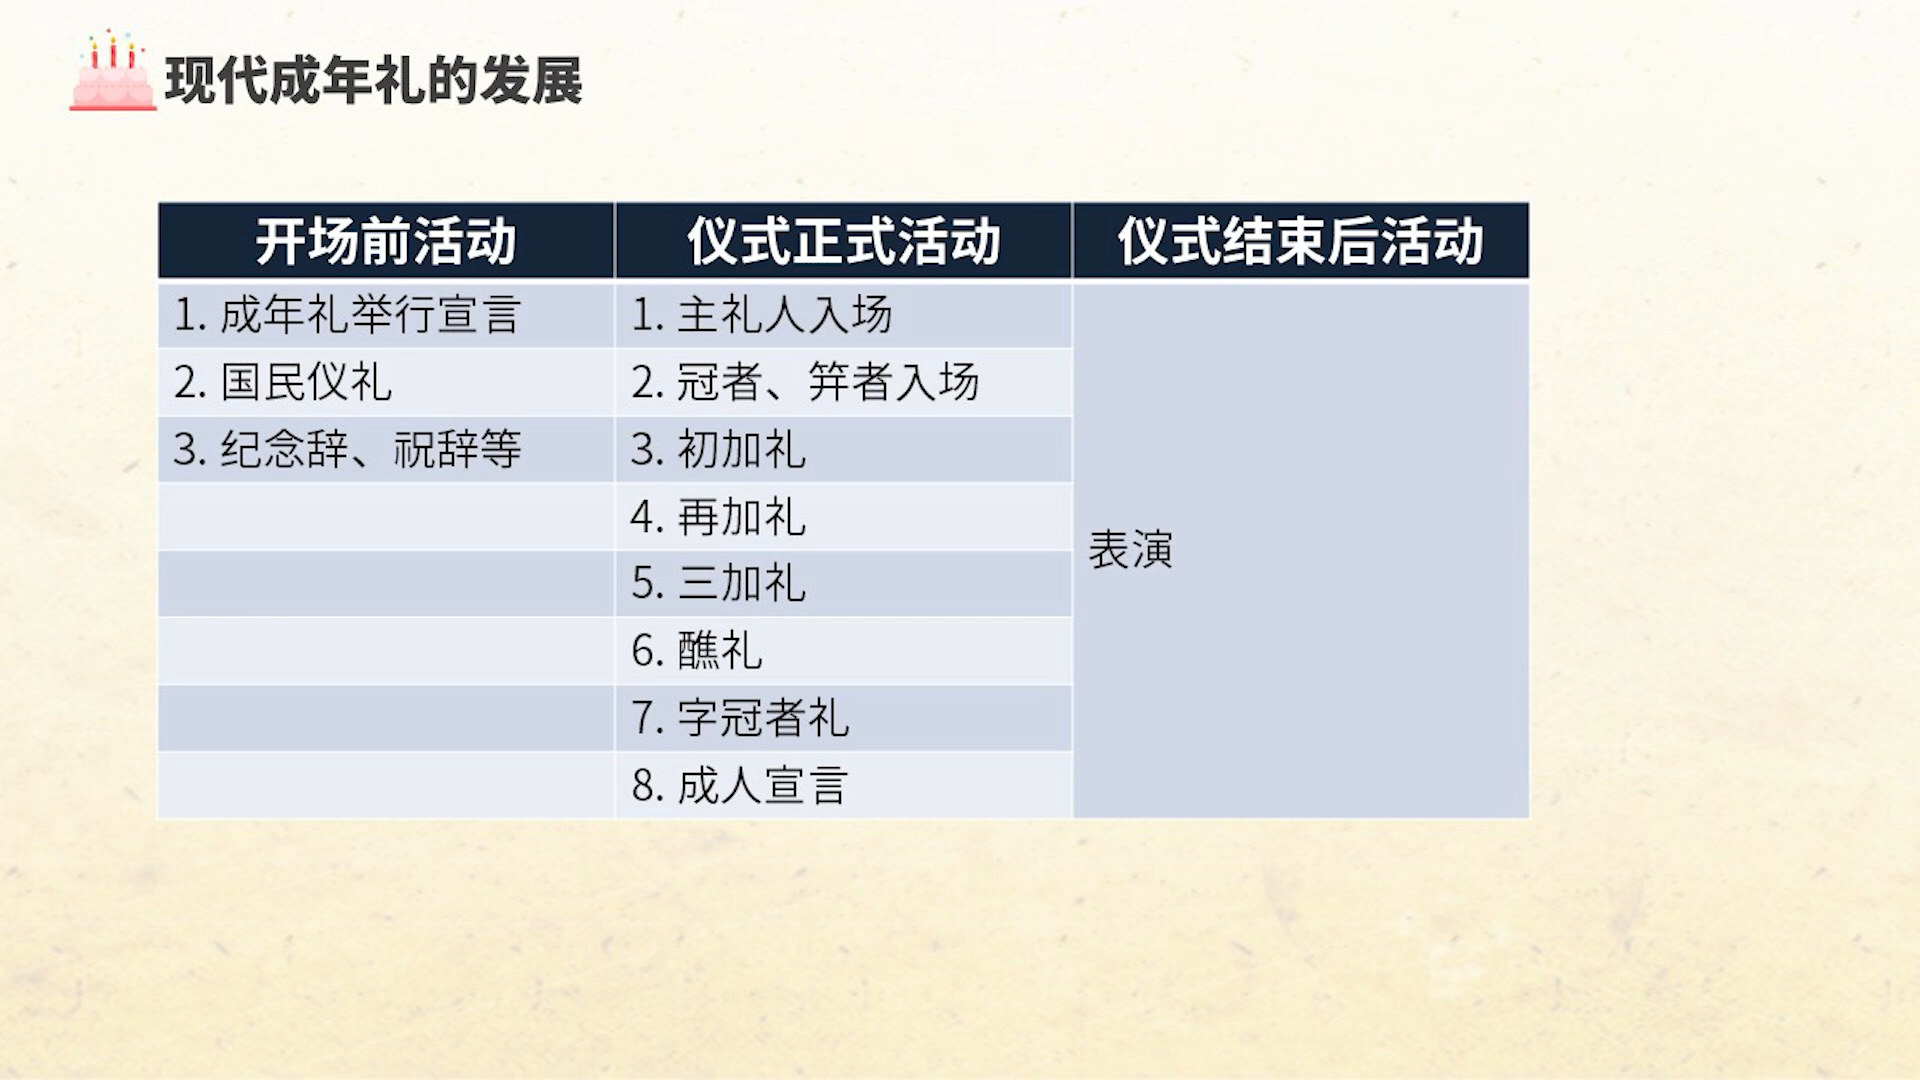 现代成年礼的发展
开场前活动 仪式正式活动 仪式结束后活动
1. 成年礼举行宣言 1. 主礼人入场
2. 国民仪礼 2. 冠者、笄者入场
3. 纪念辞、祝辞等 3. 初加礼
4. 再加礼
表演
5. 三加礼
6. 醮礼
7. 字冠者礼
8. 成人宣言